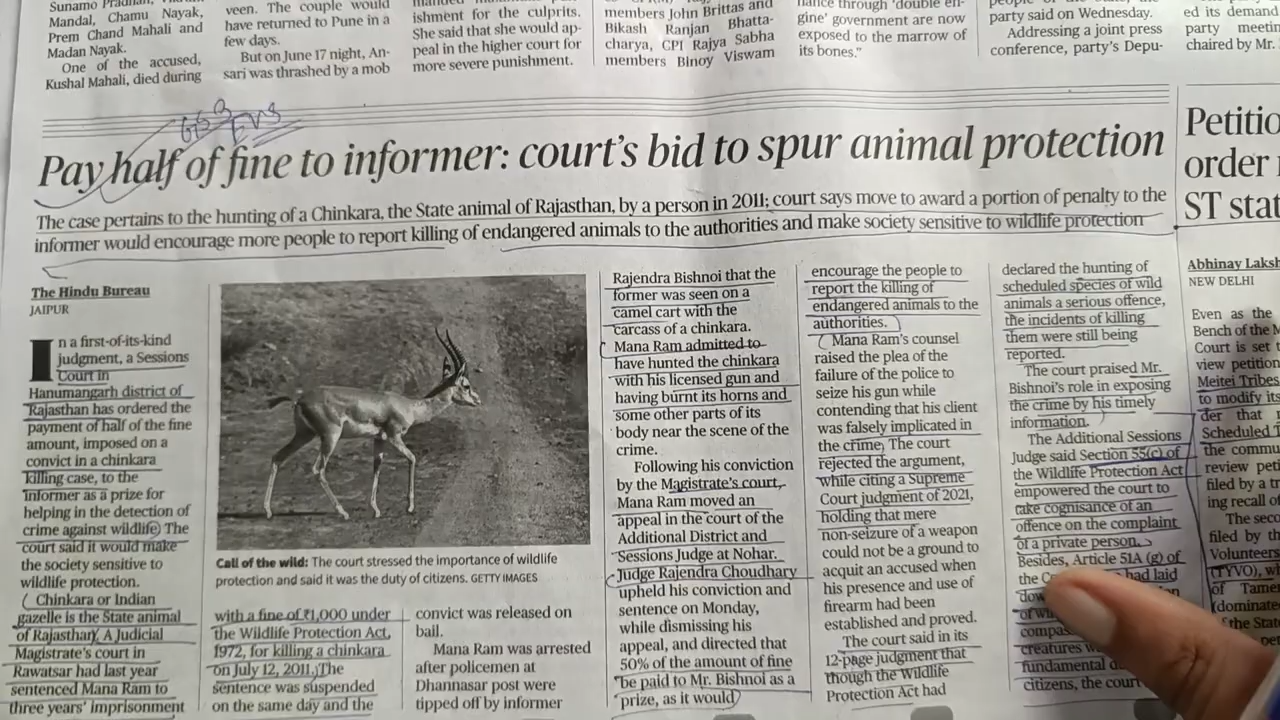 Sunamo Pradhan,
Mandal, Chamu Nayak,
Prem Chand Mahali and
Madan Nayak.
One of the accused,
Kushal Mahali, died during
veen. The couple would
have returned to Pune in a
few days.
But on June 17 night, An-
sari was thrashed by a mob
ishment for the culprits.
She said that she would ap-
peal in the higher court for
more severe punishment.
members John Brittas and
Bikash Ranjan Bhatta-
charya, CPI Rajya Sabha
members Binoy Viswam
nance through 'double en-
gine' government are now
exposed to the marrow of
its bones."
party said on Wednesday.
Addressing a joint press
conference, party's Depu-
ed its demand
party meetin
chaired by Mr.
GS3
EVS
Pay half of fine to informer: court's bid to spur animal protection
The case pertains to the hunting of a Chinkara, the State animal of Rajasthan, by a person in 2011; court says move to award a portion of penalty to the
informer would encourage more people to report killing of endangered animals to the authorities and make society sensitive to wildlife protection
The Hindu Bureau
JAIPUR
In a first-of-its-kind
judgment, a Sessions
Court in
Hanumangarh district of
Rajasthan has ordered the
payment of half of the fine
amount, imposed on a
convict in a chinkara
killing case, to the
informer as a prize for
helping in the detection of
crime against wildlife. The
court said it would make
the society sensitive to
wildlife protection.
Chinkara or Indian
gazelle is the State animal
of Rajasthan. A Judicial
Magistrate's court in
Rawatsar had last year
sentenced Mana Ram to
three years' imprisonment
Call of the wild: The court stressed the importance of wildlife
protection and said it was the duty of citizens. GETTY IMAGES
with a fine of ₹1,000 under
the Wildlife Protection Act,
1972, for killing a chinkara
on July 12, 2011. The
sentence was suspended
on the same day and the
convict was released on
bail.
Mana Ram was arrested
after policemen at
Dhannasar post were
tipped off by informer
Rajendra Bishnoi that the
former was seen on a
camel cart with the
carcass of a chinkara.
Mana Ram admitted to
have hunted the chinkara
with his licensed gun and
having burnt its horns and
some other parts of its
body near the scene of the
crime.
Following his conviction
by the Magistrate's court,
Mana Ram moved an
appeal in the court of the
Additional District and
Sessions Judge at Nohar.
Judge Rajendra Choudhary
upheld his conviction and
sentence on Monday,
while dismissing his
appeal, and directed that
50% of the amount of fine
be paid to Mr. Bishnoi as a
prize, as it would
encourage the people to
report the killing of
endangered animals to the
authorities.
Mana Ram's counsel
raised the plea of the
failure of the police to
seize his gun while
contending that his client
was falsely implicated in
the crime. The court
rejected the argument,
while citing a Supreme
Court judgment of 2021,
holding that mere
non-seizure of a weapon
could not be a ground to
acquit an accused when
his presence and use of
firearm had been
established and proved.
The court said in its
12-page judgment that
though the Wildlife
Protection Act had
declared the hunting of
scheduled species of wild
animals a serious offence,
the incidents of killing
them were still being
reported.
The court praised Mr.
Bishnoi's role in exposing
the crime by his timely
information.
The Additional Sessions
Judge said Section 55(c) of
the Wildlife Protection Act
empowered the court to
take cognisance of an
offence on the complaint
of a private person.
Besides, Article 51A (g) of
the had laid
of
creatures
fundamental
citizens, the court
Petitio
order
ST stat
Abhinay Laksh
NEW DELHI
Even as the
Bench of the M
Court is set t
view petition
Meitei Tribes
to modify its
der that
Scheduled T
the commu
review peti
filed by a tr
ing recall of
The seco
filed by the
Volunteers
(TYVO), wh
of Tame
(dominate
of the State